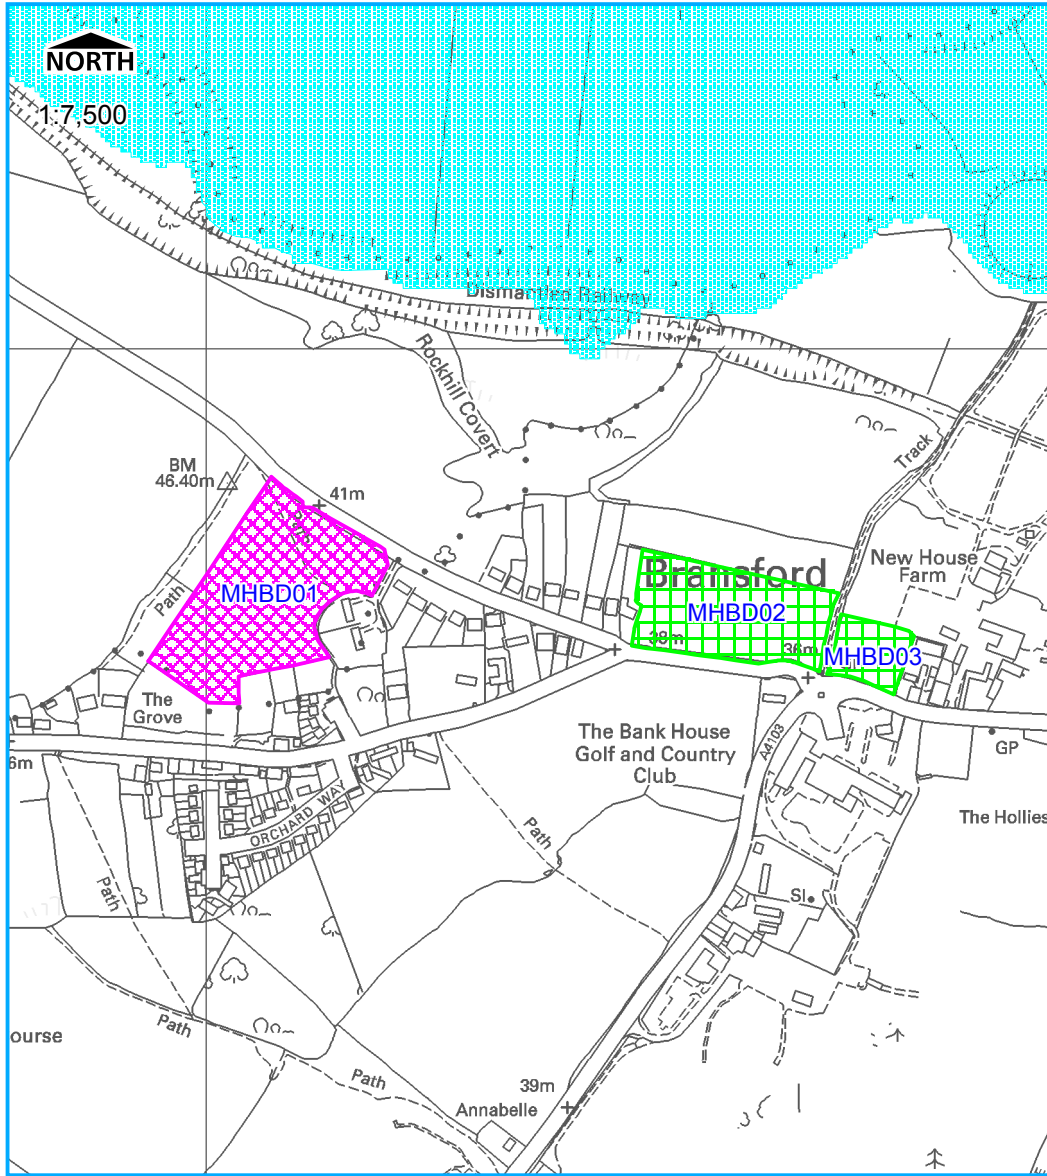 NORTH
1:7,500
Dismantled Railway
Rockhill Covert
Track
BM
46.40m
41m
Path
MHBD01
New House
Farm
Bransford
MHBD02
38m
36m
MHBD03
The
Grove
6m
The Bank House
Golf and Country
Club
A4103
GP
The Hollies
ORCHARD WAY
Path
Path
Sl.
ourse
Path
Path
39m
Annabelle